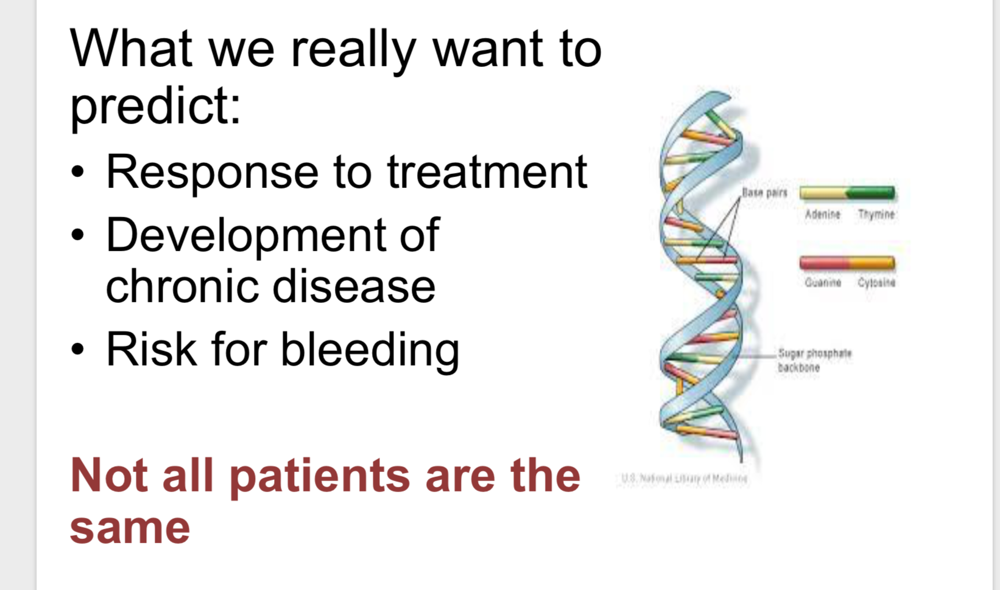 What we really want to
predict:
• Response to treatment
• Development of
chronic disease
• Risk for bleeding
Not all patients are the
same
Base pairs
Adenine Thymine
Guanine Cytosine
Sugar phosphate
backbone
U.S. National Library of Medicine